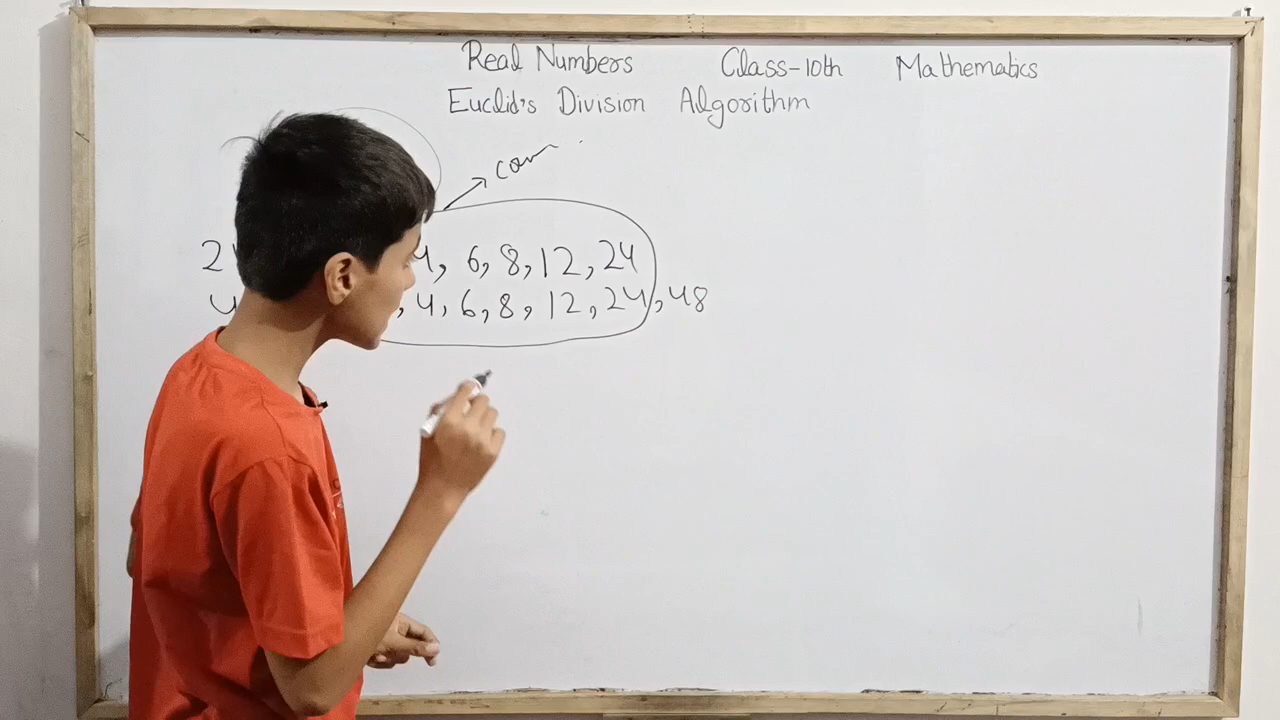 Real Numbers Class-10th Mathematics
Euclid's Division Algorithm
com
2 4, 6, 8, 12, 24
4 , 4, 6, 8, 12, 24, 48